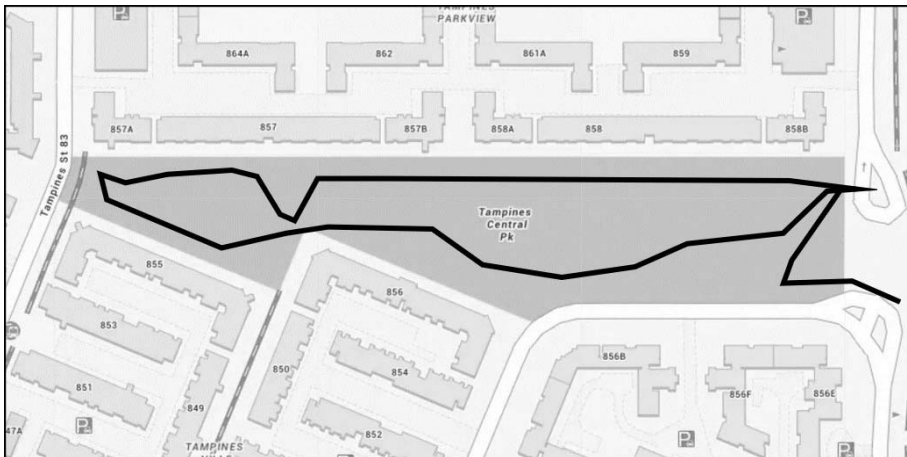 TAMPINES
PARKVIEW
P
P
864A
862
861A
859
857A
857
857B
858A
858
858B
Tampines St 83
Tampines
Central
Pk
855
856
853
850
854
856B
851
849
852
856F
856E
47A
P
P
P
TAMPINES